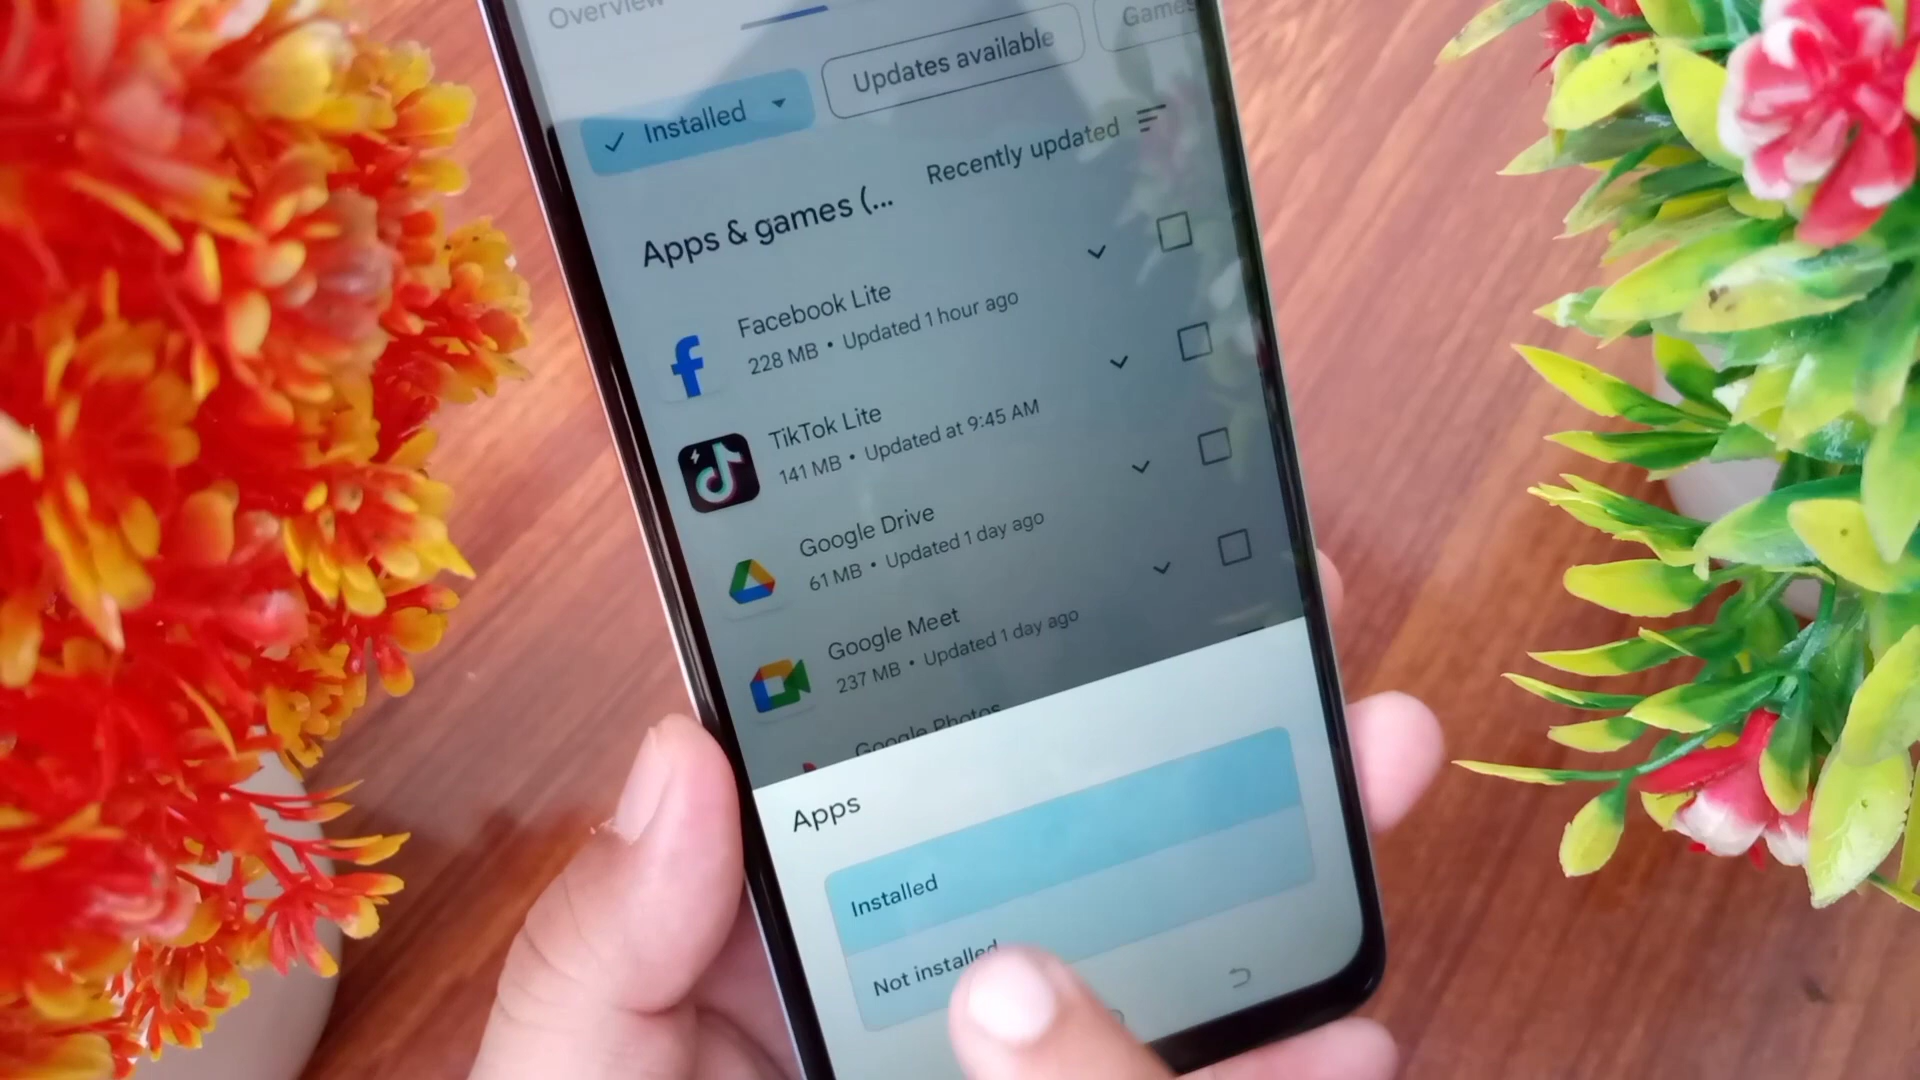 Overview
Installed
Updates available
Games
Apps & games (...
Recently updated
Facebook Lite
228 MB • Updated 1 hour ago
TikTok Lite
141 MB • Updated at 9:45 AM
Google Drive
61 MB • Updated 1 day ago
Google Meet
237 MB • Updated 1 day ago
Google Photos
Apps
Installed
Not installed